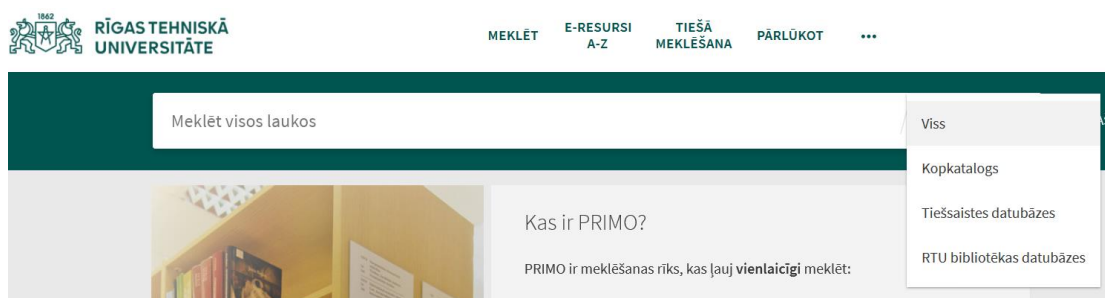 1862
RĪGAS TEHNISKĀ
UNIVERSITĀTE
MEKLĒT
E-RESURSI
A-Z
TIEŠĀ
MEKLĒŠANA
PĀRLŪKOT
•••
Meklēt visos laukos
Viss
Kopkatalogs
Tiešsaistes datubāzes
RTU bibliotēkas datubāzes
Kas ir PRIMO?
PRIMO ir meklēšanas rīks, kas ļauj vienlaicīgi meklēt: